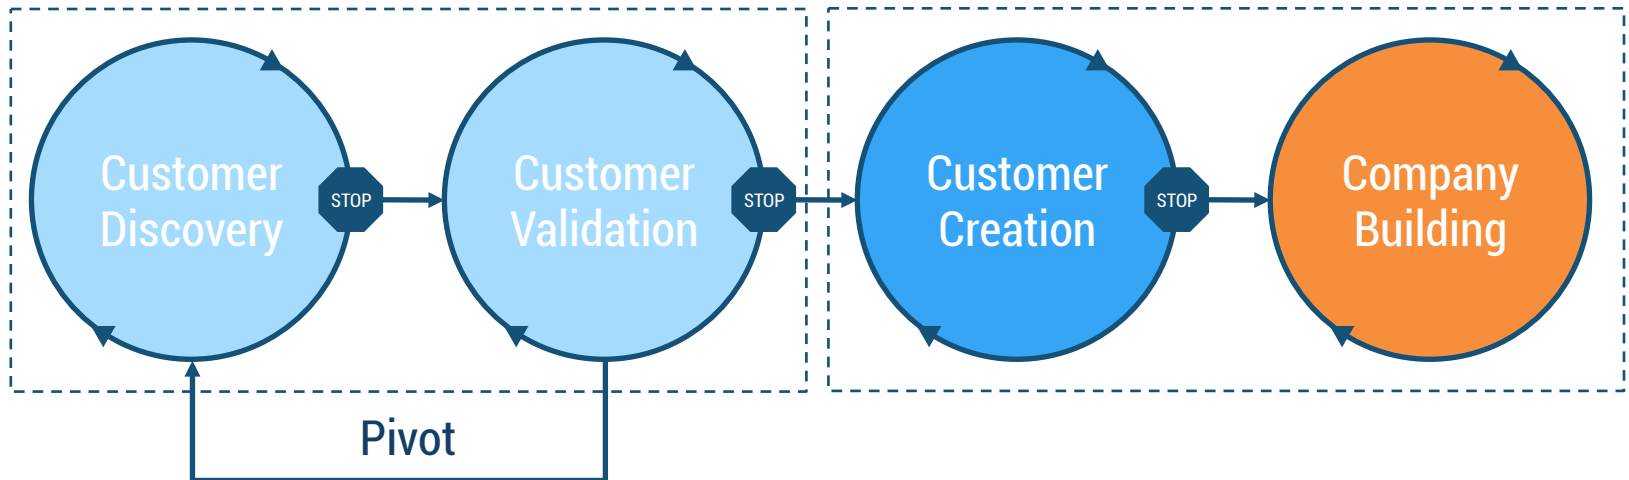 Customer
Discovery
STOP
Customer
Validation
STOP
Customer
Creation
STOP
Company
Building
Pivot